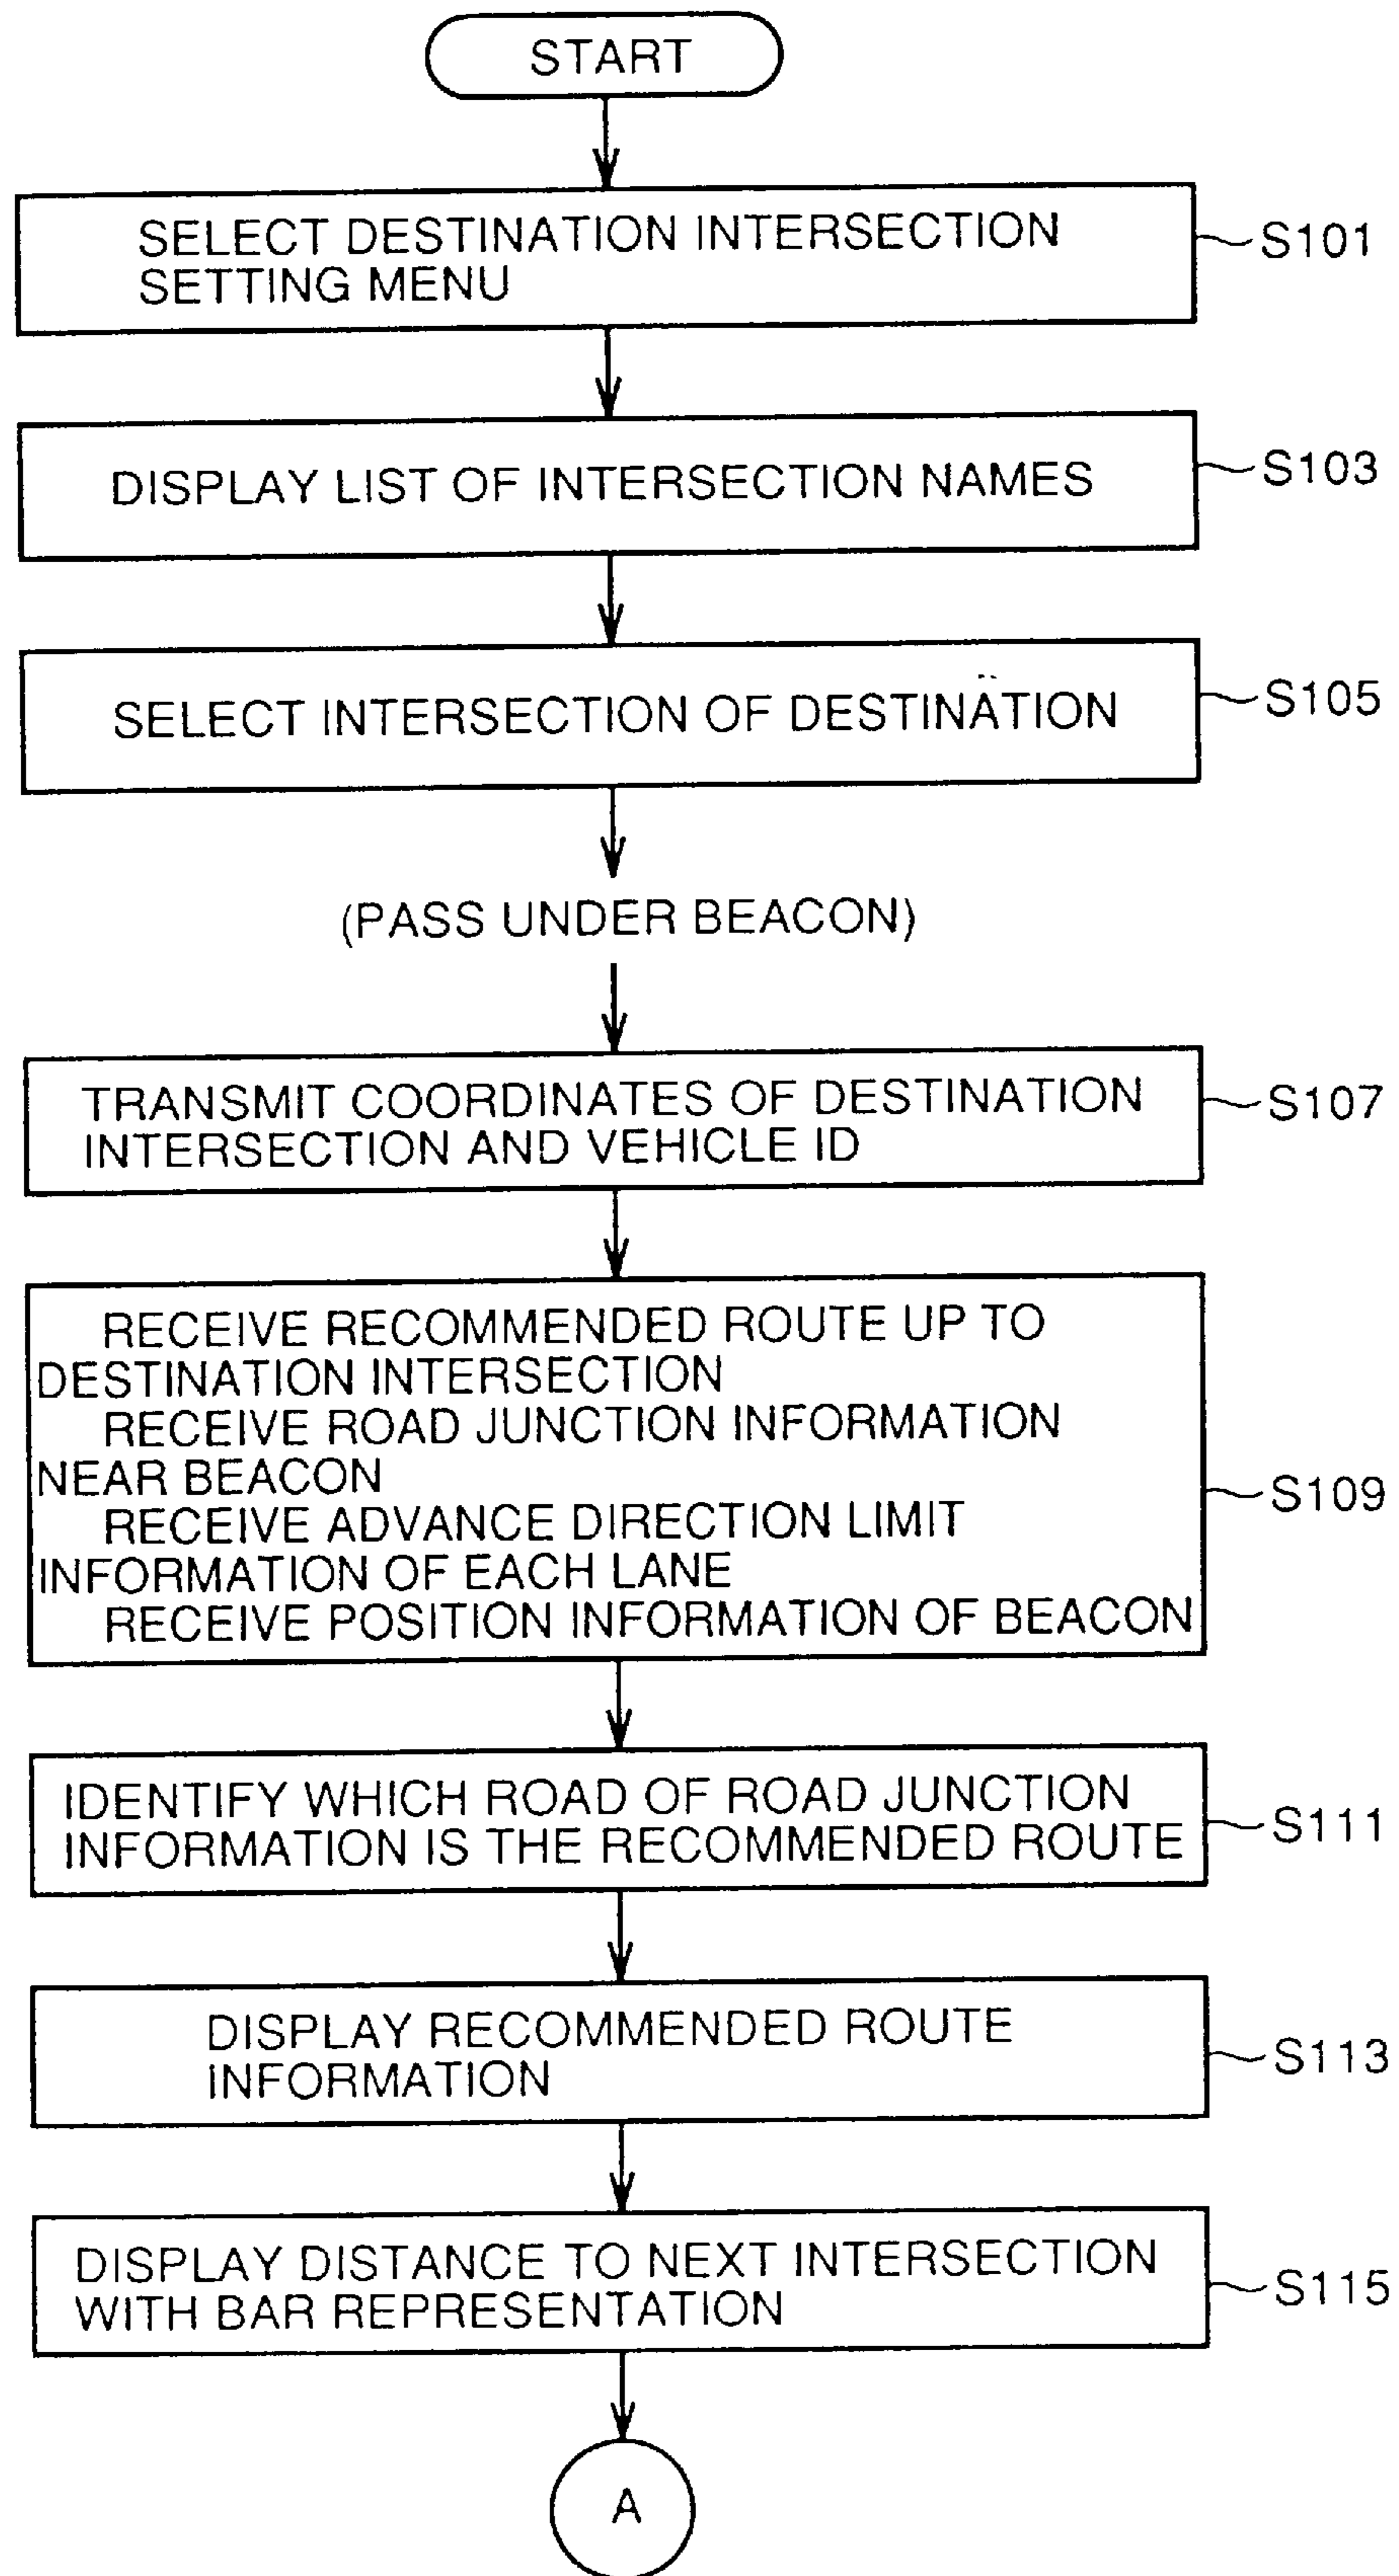 START
SELECT DESTINATION INTERSECTION
SETTING MENU
S101
DISPLAY LIST OF INTERSECTION NAMES
S103
SELECT INTERSECTION OF DESTINATION
S105
(PASS UNDER BEACON)
TRANSMIT COORDINATES OF DESTINATION
INTERSECTION AND VEHICLE ID
S107
RECEIVE RECOMMENDED ROUTE UP TO
DESTINATION INTERSECTION
RECEIVE ROAD JUNCTION INFORMATION
NEAR BEACON
RECEIVE ADVANCE DIRECTION LIMIT
INFORMATION OF EACH LANE
RECEIVE POSITION INFORMATION OF BEACON
S109
IDENTIFY WHICH ROAD OF ROAD JUNCTION
INFORMATION IS THE RECOMMENDED ROUTE
S111
DISPLAY RECOMMENDED ROUTE
INFORMATION
S113
DISPLAY DISTANCE TO NEXT INTERSECTION
WITH BAR REPRESENTATION
S115
A